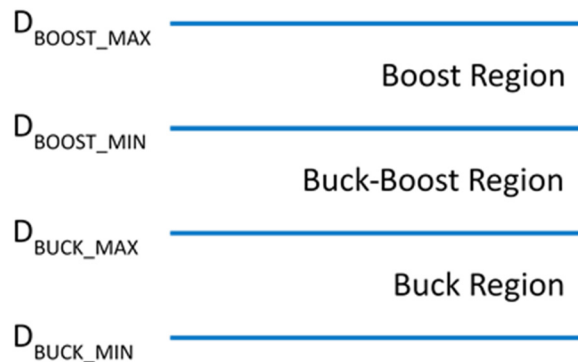 D_BOOST_MAX
Boost Region
D_BOOST_MIN
Buck-Boost Region
D_BUCK_MAX
Buck Region
D_BUCK_MIN